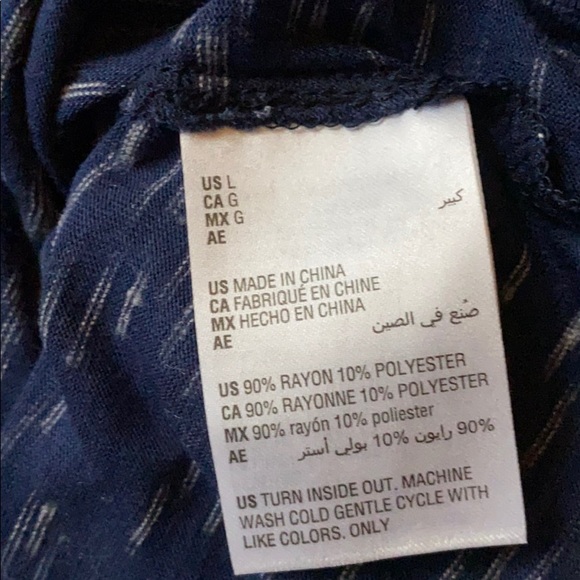 US L
CA G
MX G
AE كبير
US MADE IN CHINA
CA FABRIQUÉ EN CHINE
MX HECHO EN CHINA
AE صُنع في الصين
US 90% RAYON 10% POLYESTER
CA 90% RAYONNE 10% POLYESTER
MX 90% rayón 10% poliester
AE 90% رايون 10% بولي أستر
US TURN INSIDE OUT. MACHINE
WASH COLD GENTLE CYCLE WITH
LIKE COLORS. ONLY